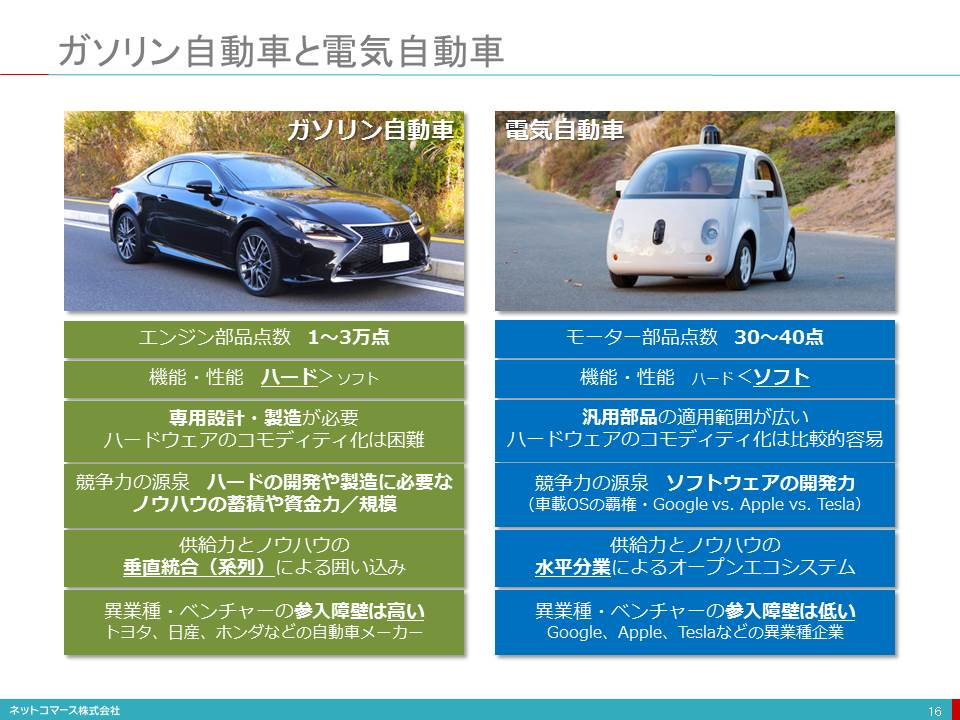 ガソリン自動車と電気自動車
ガソリン自動車
エンジン部品点数 1～3万点
機能・性能 ハード＞ソフト
専用設計・製造が必要
ハードウェアのコモディティ化は困難
競争力の源泉 ハードの開発や製造に必要な
ノウハウの蓄積や資金力／規模
供給力とノウハウの
垂直統合（系列）による囲い込み
異業種・ベンチャーの参入障壁は高い
トヨタ、日産、ホンダなどの自動車メーカー
電気自動車
モーター部品点数 30～40点
機能・性能 ハード＜ソフト
汎用部品の適用範囲が広い
ハードウェアのコモディティ化は比較的容易
競争力の源泉 ソフトウェアの開発力
（車載OSの覇権・Google vs. Apple vs. Tesla）
供給力とノウハウの
水平分業によるオープンエコシステム
異業種・ベンチャーの参入障壁は低い
Google、Apple、Teslaなどの異業種企業
ネットコマース株式会社
16